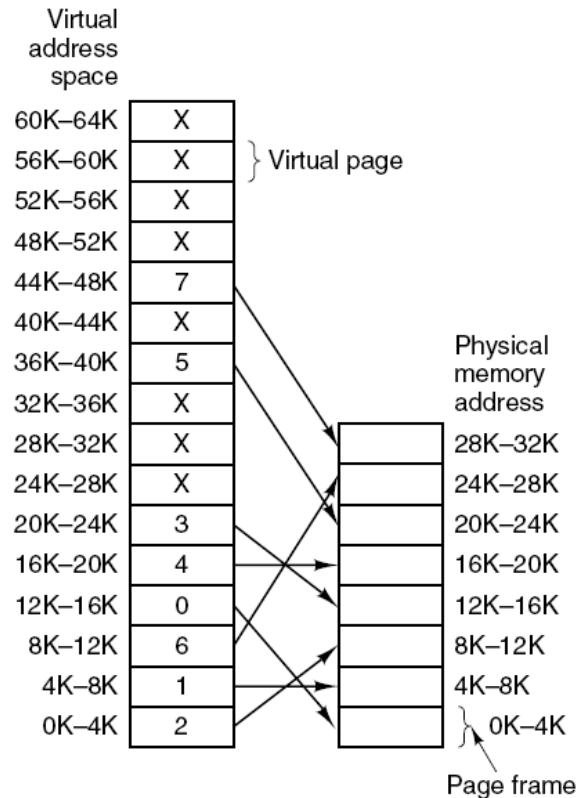 Virtual
address
space
60K–64K X
56K–60K X Virtual page
52K–56K X
48K–52K X
44K–48K 7
40K–44K X
36K–40K 5
Physical
memory
address
32K–36K X
28K–32K X 28K–32K
24K–28K X 24K–28K
20K–24K 3 20K–24K
16K–20K 4 16K–20K
12K–16K 0 12K–16K
8K–12K 6 8K–12K
4K–8K 1 4K–8K
0K–4K 2 0K–4K
Page frame